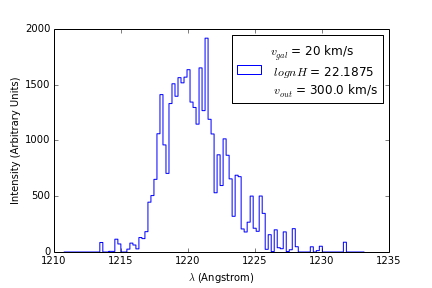 2000
1500
1000
500
0
1210
1215
1220
1225
1230
1235
Intensity (Arbitrary Units)
λ (Angstrom)
v_gal = 20 km/s
lognH = 22.1875
v_out = 300.0 km/s